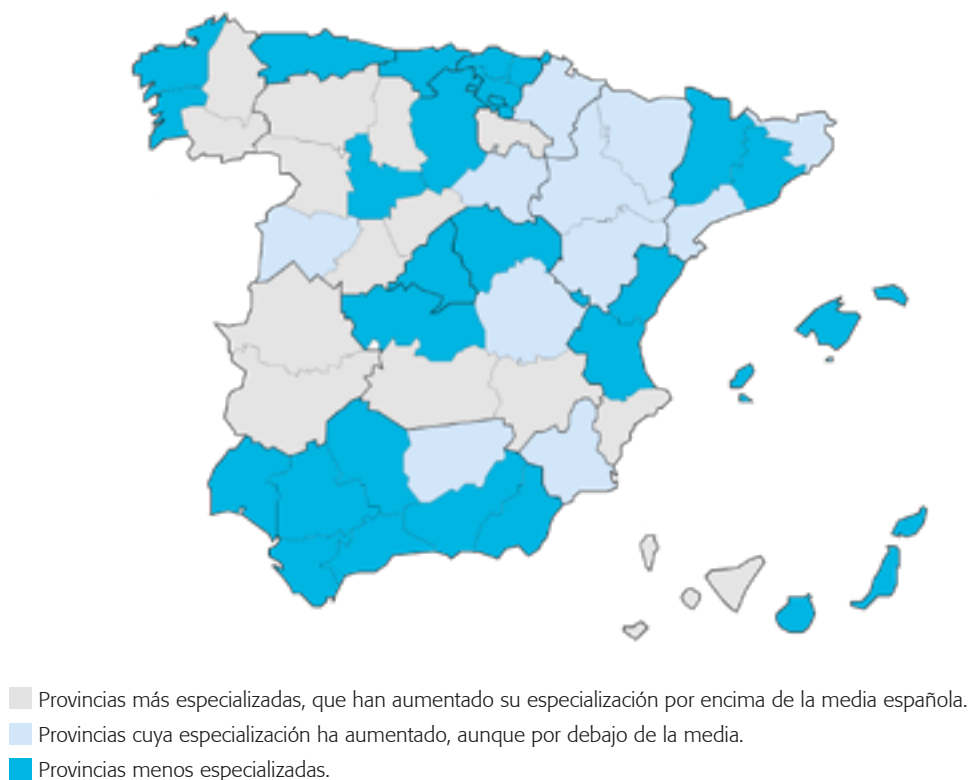 Provincias más especializadas, que han aumentado su especialización por encima de la media española.
Provincias cuya especialización ha aumentado, aunque por debajo de la media.
Provincias menos especializadas.